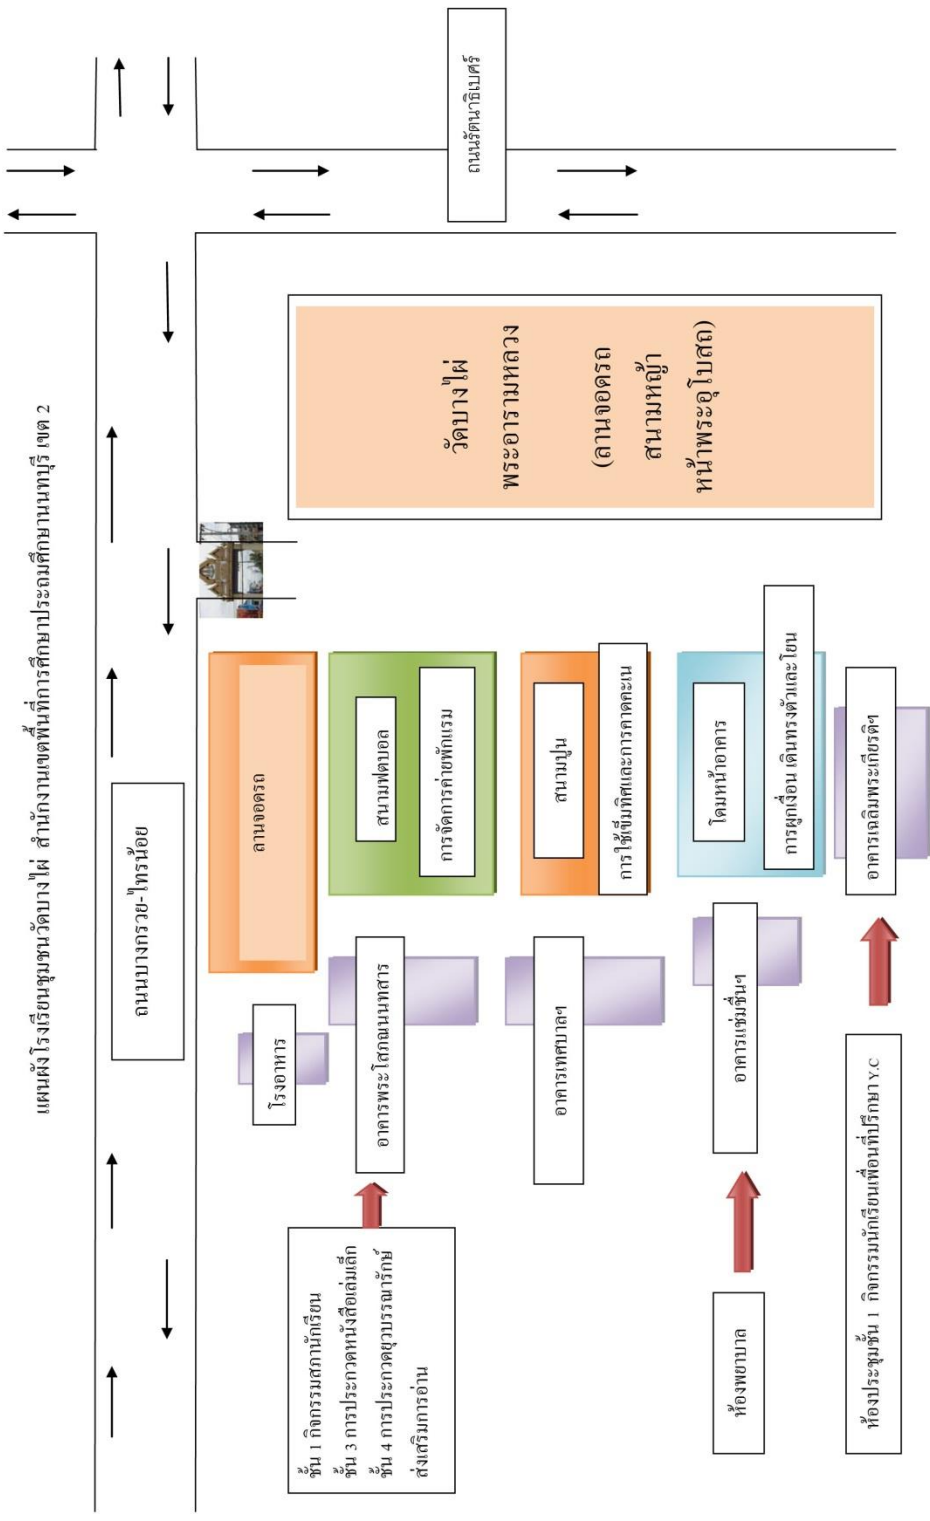 แผนผังโรงเรียนชุมชนวัดบางไผ่ สำนักงานเขตพื้นที่การศึกษาประถมศึกษานนทบุรี เขต 2
ถนนบางกรวย-ไทรน้อย
ถนนรัตนาธิเบศร์
โรงอาหาร
ลานจอดรถ
ชั้น 1 กิจกรรมสภานักเรียน
ชั้น 3 การประกวดหนังสือเล่มเล็ก
ชั้น 4 การประกวดยุวบรรณารักษ์
ส่งเสริมการอ่าน
อาคารพระโสภณนนทสาร
สนามฟุตบอล
การจัดการค่ายพักแรม
วัดบางไผ่
พระอารามหลวง
(ลานจอดรถ
สนามหญ้า
หน้าพระอุโบสถ)
อาคารเทศบาลฯ
สนามปูน
การใช้เข็มทิศและการคาดคะเน
ห้องพยาบาล
อาคารแช่มชื่นฯ
โดมหน้าอาคาร
การผูกเงื่อน เดินทรงตัวและโยน
ห้องประชุมชั้น 1 กิจกรรมนักเรียนเพื่อนที่ปรึกษา Y.C
อาคารเฉลิมพระเกียรติฯ